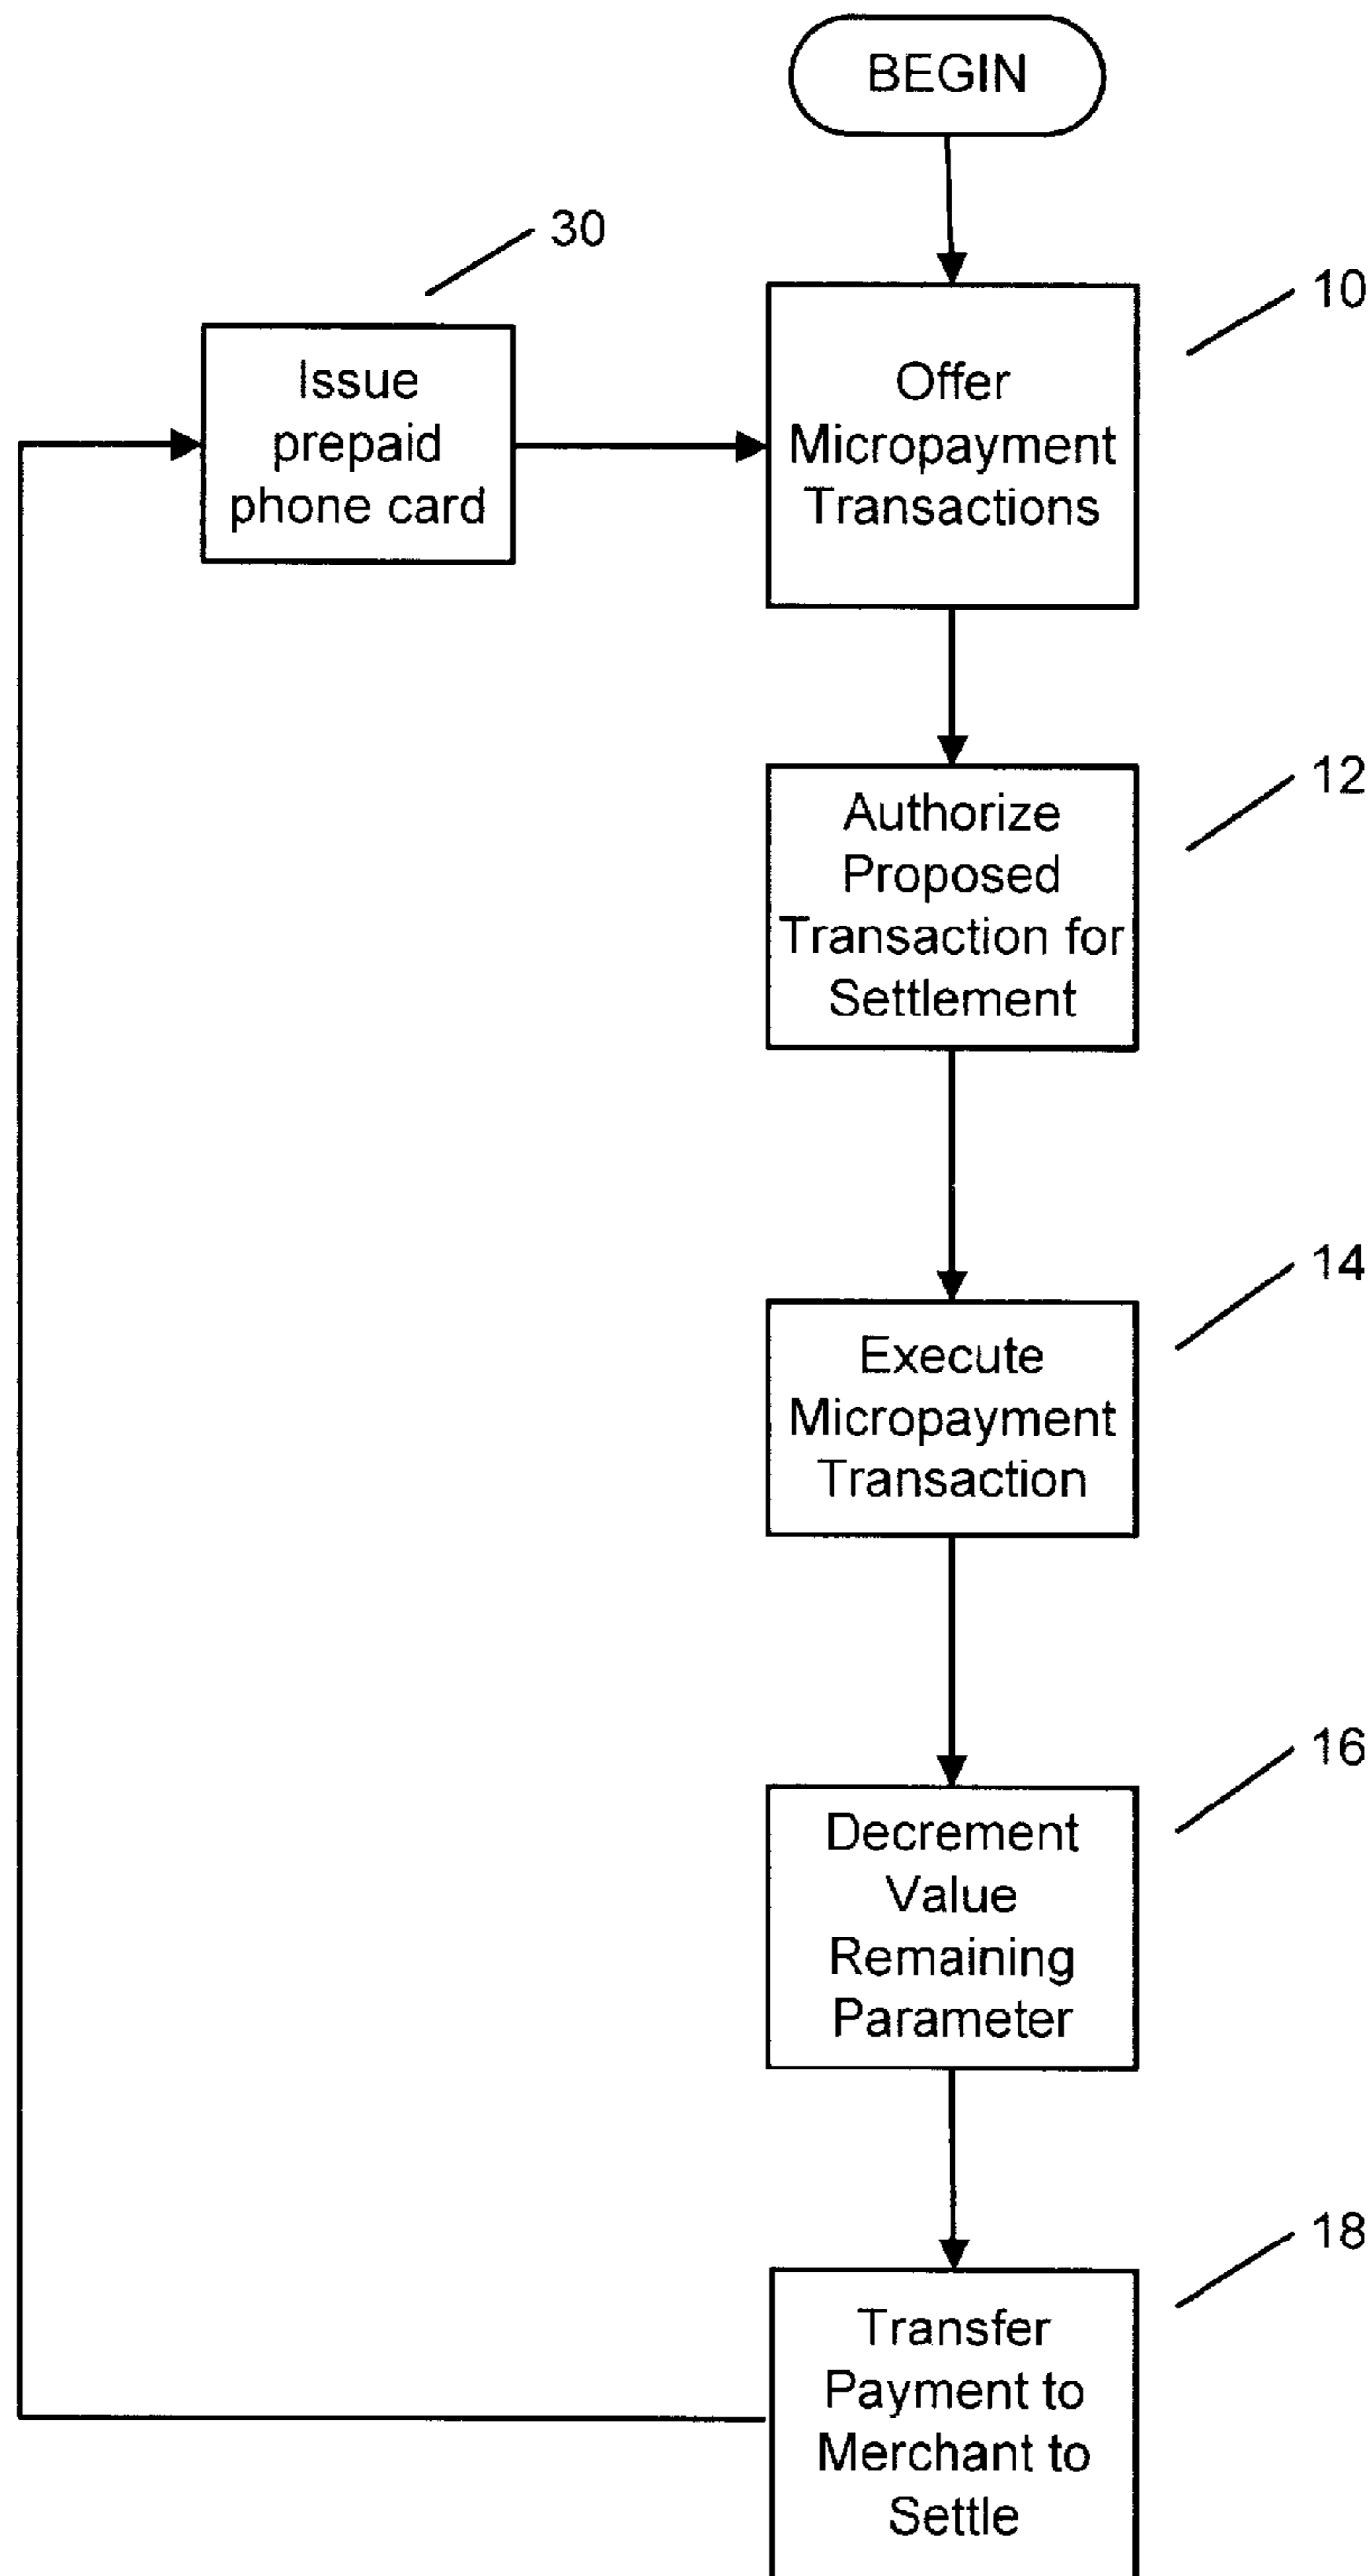 BEGIN
30
10
Issue
prepaid
phone card
Offer
Micropayment
Transactions
12
Authorize
Proposed
Transaction for
Settlement
14
Execute
Micropayment
Transaction
16
Decrement
Value
Remaining
Parameter
18
Transfer
Payment to
Merchant to
Settle